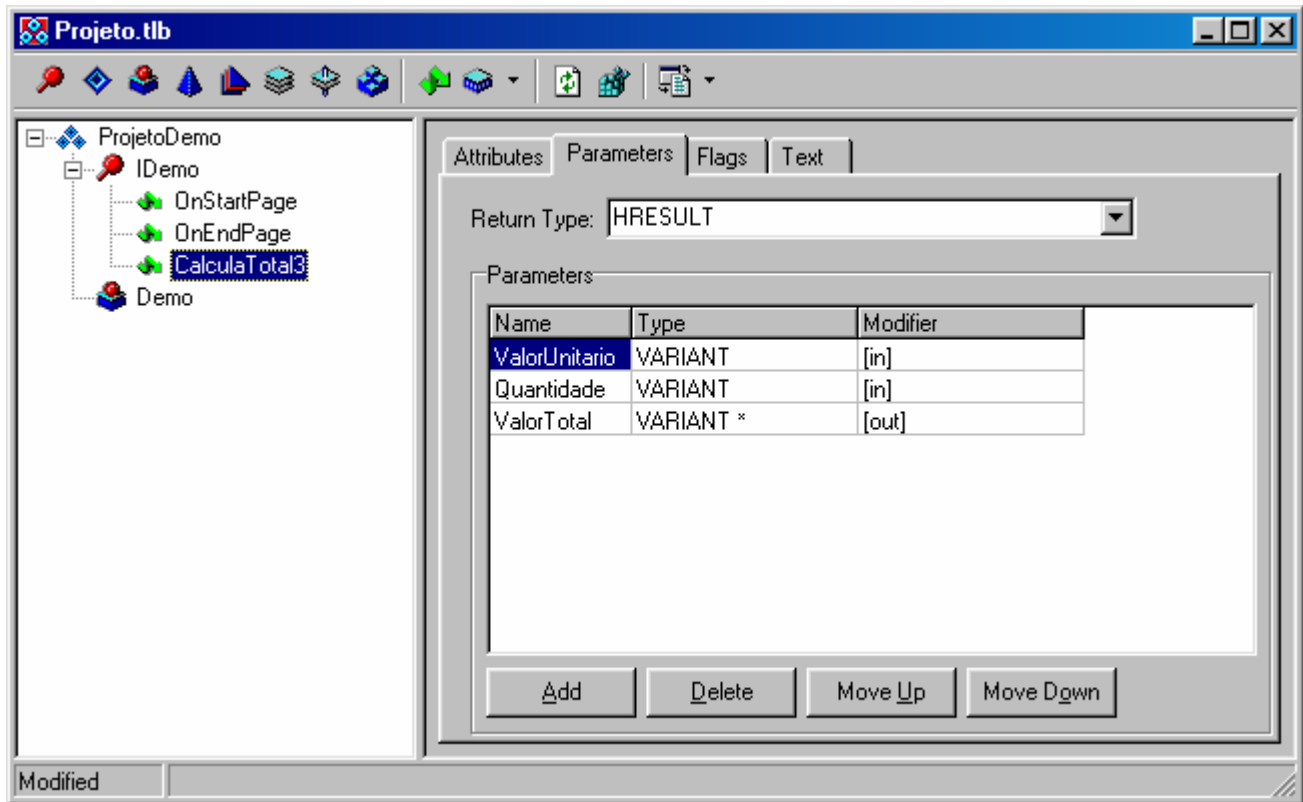 Projeto.tlb
ProjetoDemo
IDemo
OnStartPage
OnEndPage
CalculaTotal3
Demo
Attributes Parameters Flags Text
Return Type: HRESULT
Parameters
Name Type Modifier
ValorUnitario VARIANT [in]
Quantidade VARIANT [in]
ValorTotal VARIANT * [out]
Add Delete Move Up Move Down
Modified